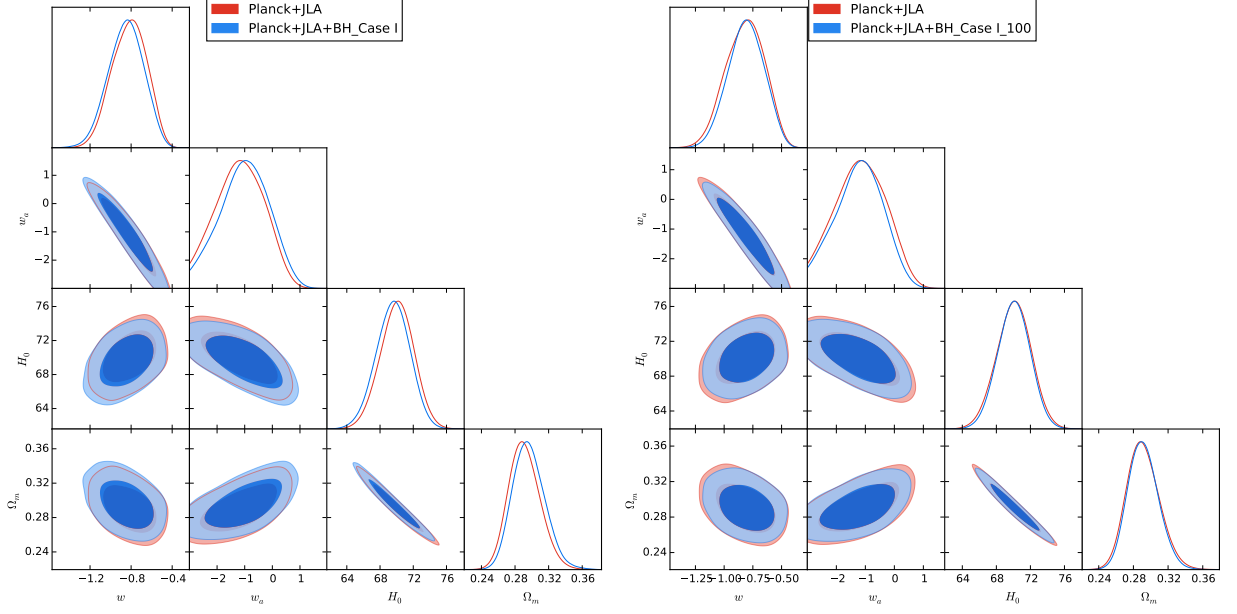 Planck+JLA
Planck+JLA+BH_Case I
1
0
−1
−2
w_a
76
72
68
64
H_0
0.36
0.32
0.28
0.24
Ω_m
−1.2 −0.8 −0.4
−2 −1 0 1
64 68 72 76
0.24 0.28 0.32 0.36
w
w_a
H_0
Ω_m
Planck+JLA
Planck+JLA+BH_Case I_100
1
0
−1
−2
w_a
76
72
68
64
H_0
0.36
0.32
0.28
0.24
Ω_m
−1.25 −1.00 −0.75 −0.50
−2 −1 0 1
64 68 72 76
0.24 0.28 0.32 0.36
w
w_a
H_0
Ω_m